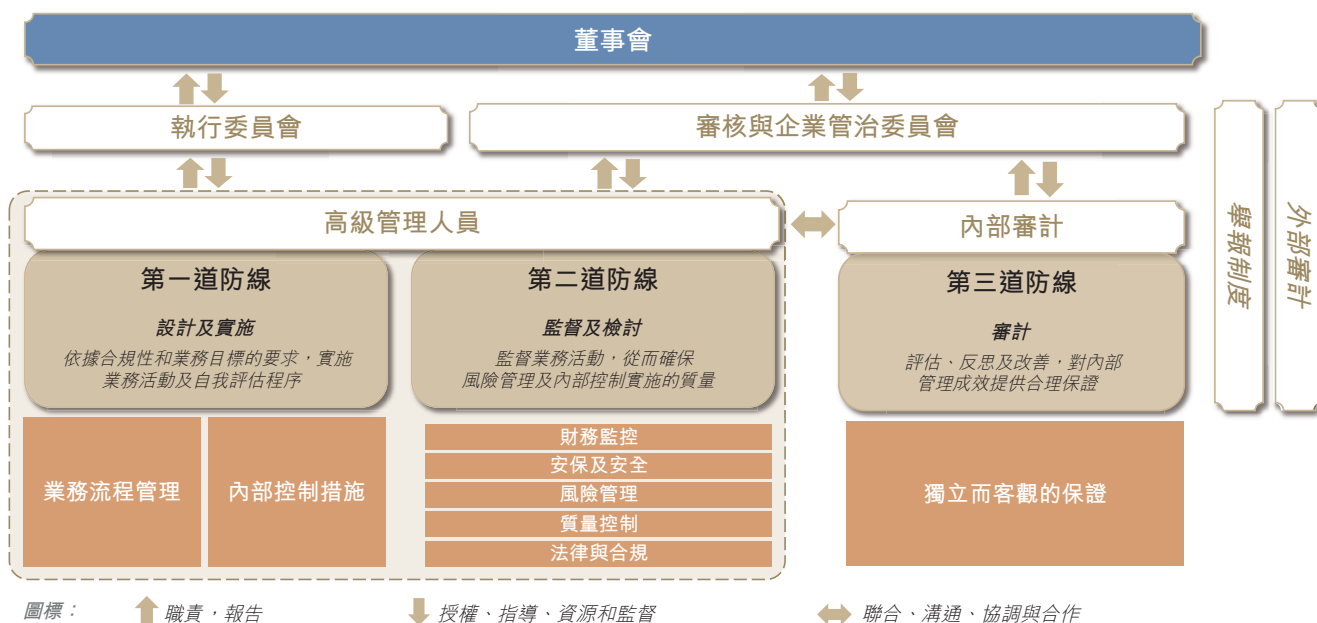 董事會
執行委員會
審核與企業管治委員會
高級管理人員
內部審計
舉報制度
外部審計
第一道防線
設計及實施
依據合規性和業務目標的要求，實施
業務活動及自我評估程序
第二道防線
監督及檢討
監督業務活動，從而確保
風險管理及內部控制實施的質量
第三道防線
審計
評估、反思及改善，對內部
管理成效提供合理保證
業務流程管理
內部控制措施
財務監控
安保及安全
風險管理
質量控制
法律與合規
獨立而客觀的保證
圖標：
職責，報告
授權、指導、資源和監督
聯合、溝通、協調與合作